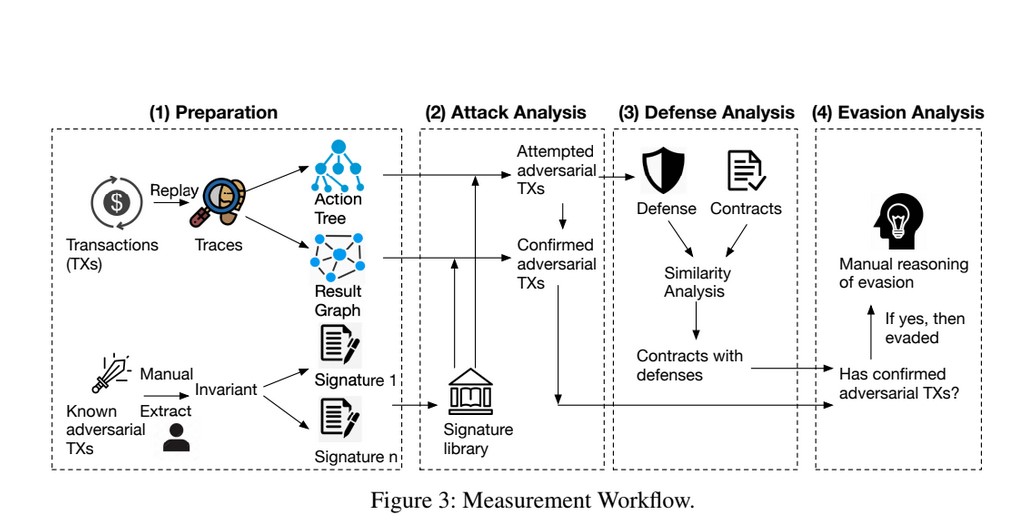 (1) Preparation
(2) Attack Analysis
(3) Defense Analysis
(4) Evasion Analysis
Replay
Transactions
(TXs)
Traces
Action
Tree
Result
Graph
Known
adversarial
TXs
Manual
Extract
Invariant
Signature 1
Signature n
Attempted
adversarial
TXs
Confirmed
adversarial
TXs
Signature
library
Defense
Contracts
Similarity
Analysis
Contracts with
defenses
Manual reasoning
of evasion
If yes, then
evaded
Has confirmed
adversarial TXs?
$
Figure 3: Measurement Workflow.